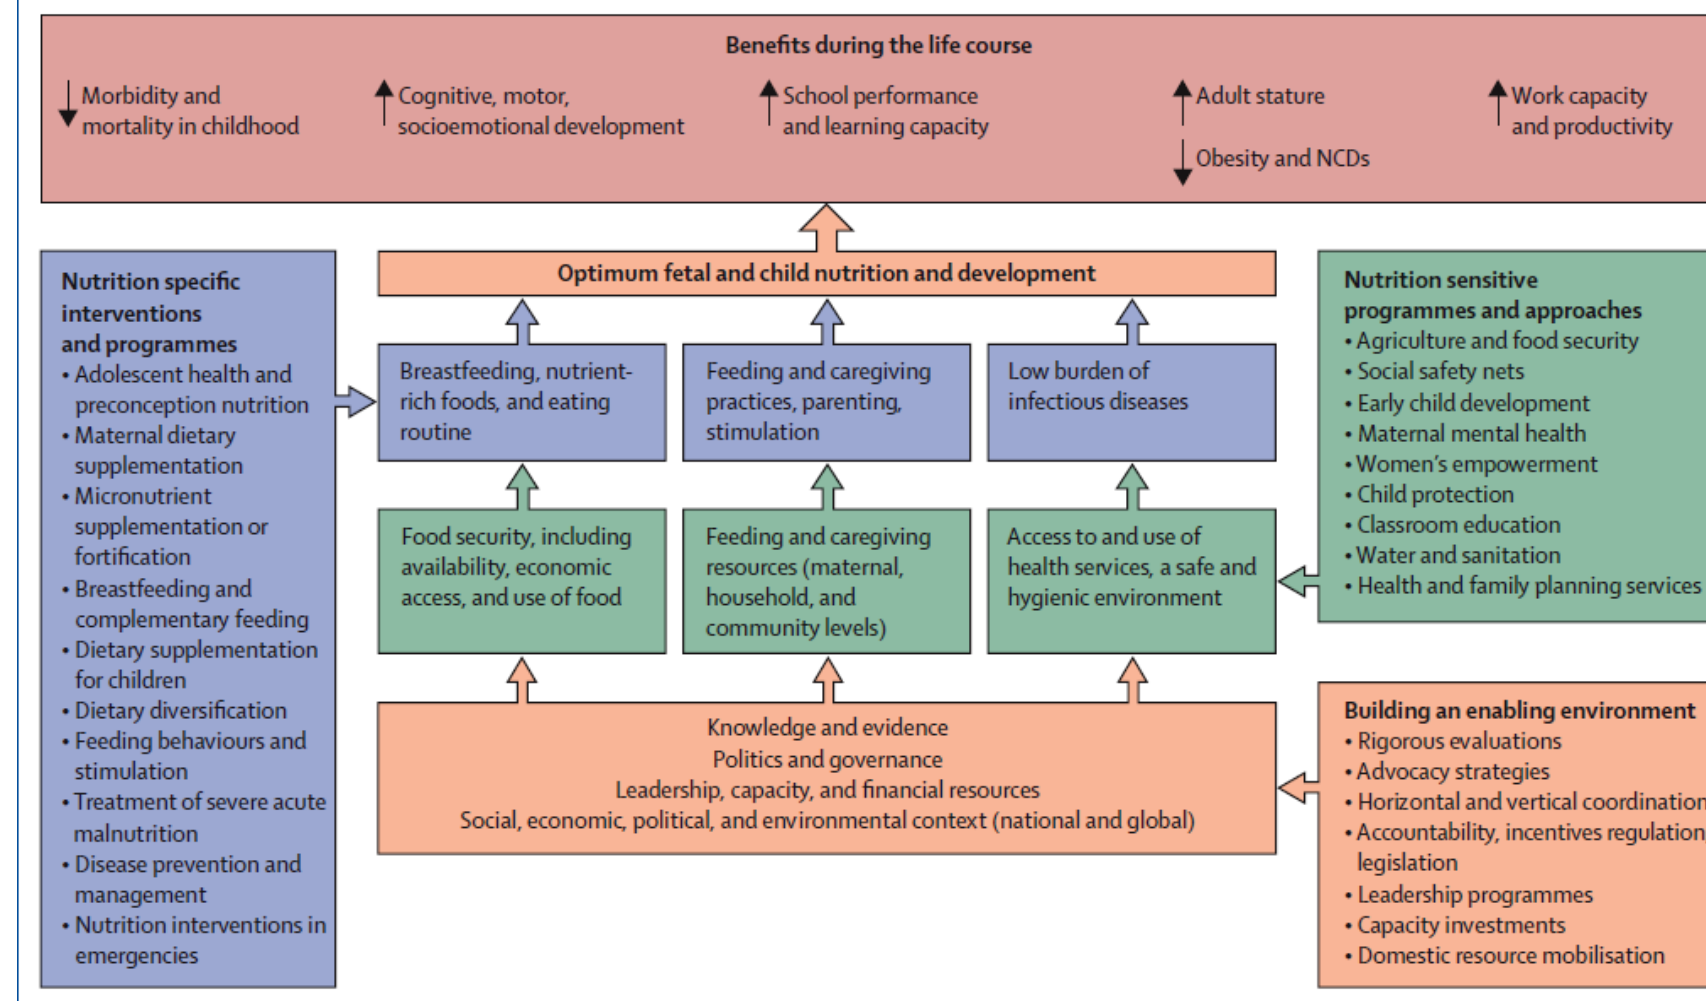 Benefits during the life course
Morbidity and
mortality in childhood
Cognitive, motor,
socioemotional development
School performance
and learning capacity
Adult stature
Obesity and NCDs
Work capacity
and productivity
Nutrition specific
interventions
and programmes
• Adolescent health and
preconception nutrition
• Maternal dietary
supplementation
• Micronutrient
supplementation or
fortification
• Breastfeeding and
complementary feeding
• Dietary supplementation
for children
• Dietary diversification
• Feeding behaviours and
stimulation
• Treatment of severe acute
malnutrition
• Disease prevention and
management
• Nutrition interventions in
emergencies
Optimum fetal and child nutrition and development
Breastfeeding, nutrient-
rich foods, and eating
routine
Feeding and caregiving
practices, parenting,
stimulation
Low burden of
infectious diseases
Food security, including
availability, economic
access, and use of food
Feeding and caregiving
resources (maternal,
household, and
community levels)
Access to and use of
health services, a safe and
hygienic environment
Knowledge and evidence
Politics and governance
Leadership, capacity, and financial resources
Social, economic, political, and environmental context (national and global)
Nutrition sensitive
programmes and approaches
• Agriculture and food security
• Social safety nets
• Early child development
• Maternal mental health
• Women's empowerment
• Child protection
• Classroom education
• Water and sanitation
• Health and family planning services
Building an enabling environment
• Rigorous evaluations
• Advocacy strategies
• Horizontal and vertical coordination
• Accountability, incentives regulation
legislation
• Leadership programmes
• Capacity investments
• Domestic resource mobilisation